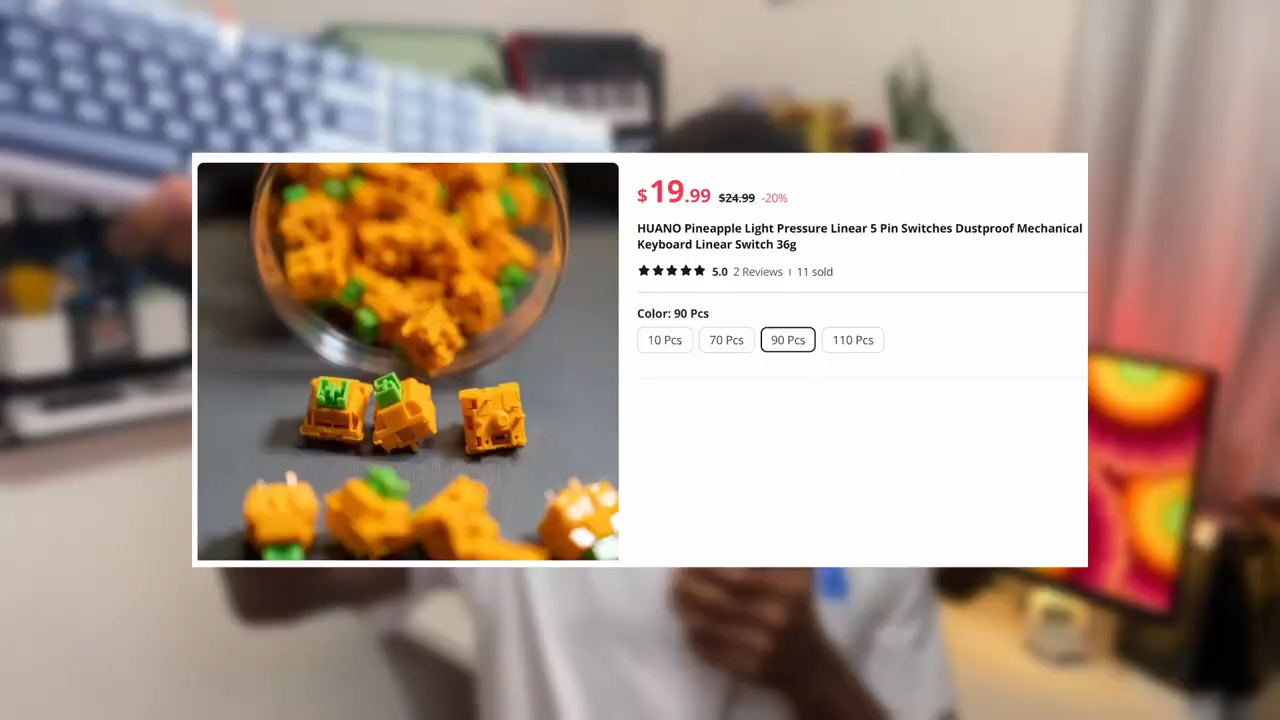 $19.99 $24.99 -20%
HUANO Pineapple Light Pressure Linear 5 Pin Switches Dustproof Mechanical
Keyboard Linear Switch 36g
★★★★★ 5.0 2 Reviews | 11 sold
Color: 90 Pcs
10 Pcs 70 Pcs 90 Pcs 110 Pcs